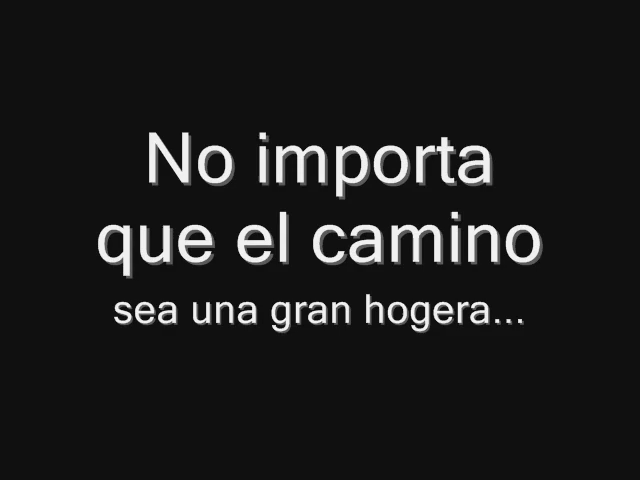 No importa
que el camino
sea una gran hogera...